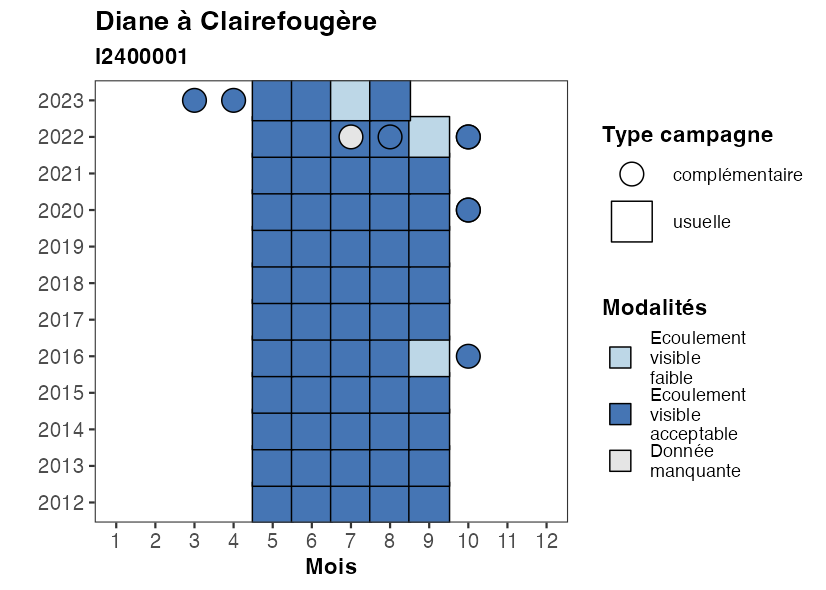 Diane à Clairefougère
I2400001
2023
2022
2021
2020
2019
2018
2017
2016
2015
2014
2013
2012
1 2 3 4 5 6 7 8 9 10 11 12
Mois
Type campagne
complémentaire
usuelle
Modalités
Ecoulement
visible
faible
Ecoulement
visible
acceptable
Donnée
manquante